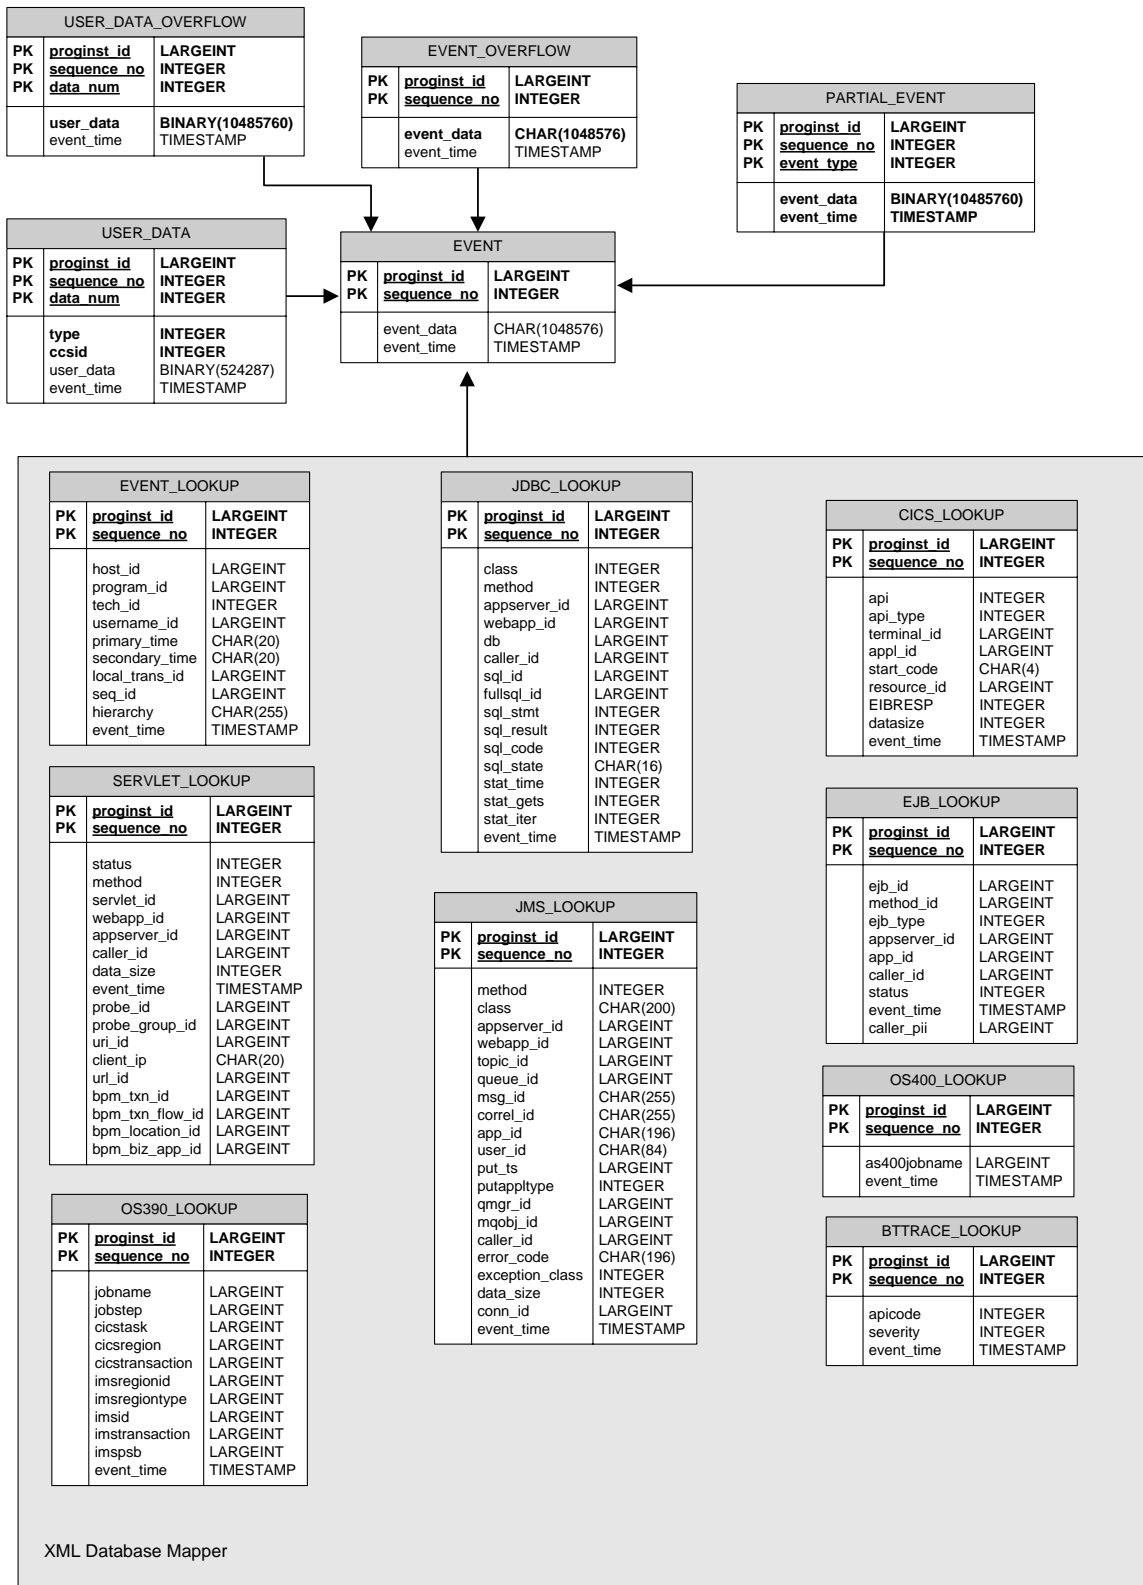 USER_DATA_OVERFLOW
PK proginst_id LARGEINT
PK sequence_no INTEGER
PK data_num INTEGER
user_data BINARY(10485760)
event_time TIMESTAMP
EVENT_OVERFLOW
PK proginst_id LARGEINT
PK sequence_no INTEGER
event_data CHAR(1048576)
event_time TIMESTAMP
PARTIAL_EVENT
PK proginst_id LARGEINT
PK sequence_no INTEGER
PK event_type INTEGER
event_data BINARY(10485760)
event_time TIMESTAMP
USER_DATA
PK proginst_id LARGEINT
PK sequence_no INTEGER
PK data_num INTEGER
type INTEGER
ccsid INTEGER
user_data BINARY(524287)
event_time TIMESTAMP
EVENT
PK proginst_id LARGEINT
PK sequence_no INTEGER
event_data CHAR(1048576)
event_time TIMESTAMP
EVENT_LOOKUP
PK proginst_id LARGEINT
PK sequence_no INTEGER
host_id LARGEINT
program_id LARGEINT
tech_id INTEGER
username_id LARGEINT
primary_time CHAR(20)
secondary_time CHAR(20)
local_trans_id LARGEINT
seq_id LARGEINT
hierarchy CHAR(255)
event_time TIMESTAMP
JDBC_LOOKUP
PK proginst_id LARGEINT
PK sequence_no INTEGER
class INTEGER
method INTEGER
appserver_id LARGEINT
webapp_id LARGEINT
db LARGEINT
caller_id LARGEINT
sql_id LARGEINT
fullsql_id LARGEINT
sql_stmt INTEGER
sql_result INTEGER
sql_code INTEGER
sql_state CHAR(16)
stat_time INTEGER
stat_gets INTEGER
stat_iter INTEGER
event_time TIMESTAMP
CICS_LOOKUP
PK proginst_id LARGEINT
PK sequence_no INTEGER
api INTEGER
api_type INTEGER
terminal_id LARGEINT
appl_id LARGEINT
start_code CHAR(4)
resource_id LARGEINT
EIBRESP INTEGER
datasize INTEGER
event_time TIMESTAMP
SERVLET_LOOKUP
PK proginst_id LARGEINT
PK sequence_no INTEGER
status INTEGER
method INTEGER
servlet_id LARGEINT
webapp_id LARGEINT
appserver_id LARGEINT
caller_id LARGEINT
data_size INTEGER
event_time TIMESTAMP
probe_id LARGEINT
probe_group_id LARGEINT
uri_id LARGEINT
client_ip CHAR(20)
url_id LARGEINT
bpm_txn_id LARGEINT
bpm_txn_flow_id LARGEINT
bpm_location_id LARGEINT
bpm_biz_app_id LARGEINT
EJB_LOOKUP
PK proginst_id LARGEINT
PK sequence_no INTEGER
ejb_id LARGEINT
method_id LARGEINT
ejb_type INTEGER
appserver_id LARGEINT
app_id LARGEINT
caller_id LARGEINT
status INTEGER
event_time TIMESTAMP
caller_pii LARGEINT
JMS_LOOKUP
PK proginst_id LARGEINT
PK sequence_no INTEGER
method INTEGER
class CHAR(200)
appserver_id LARGEINT
webapp_id LARGEINT
topic_id LARGEINT
queue_id LARGEINT
msg_id CHAR(255)
correl_id CHAR(255)
app_id CHAR(196)
user_id CHAR(84)
put_ts LARGEINT
putappltype INTEGER
qmgr_id LARGEINT
mqobj_id LARGEINT
caller_id LARGEINT
error_code CHAR(196)
exception_class INTEGER
data_size INTEGER
conn_id LARGEINT
event_time TIMESTAMP
OS400_LOOKUP
PK proginst_id LARGEINT
PK sequence_no INTEGER
as400jobname LARGEINT
event_time TIMESTAMP
OS390_LOOKUP
PK proginst_id LARGEINT
PK sequence_no INTEGER
jobname LARGEINT
jobstep LARGEINT
cicstask LARGEINT
cicsregion LARGEINT
cicstransaction LARGEINT
imsregionid LARGEINT
imsregiontype LARGEINT
imsid LARGEINT
imstransaction LARGEINT
imspsb LARGEINT
event_time TIMESTAMP
BTTRACE_LOOKUP
PK proginst_id LARGEINT
PK sequence_no INTEGER
apicode INTEGER
severity INTEGER
event_time TIMESTAMP
XML Database Mapper